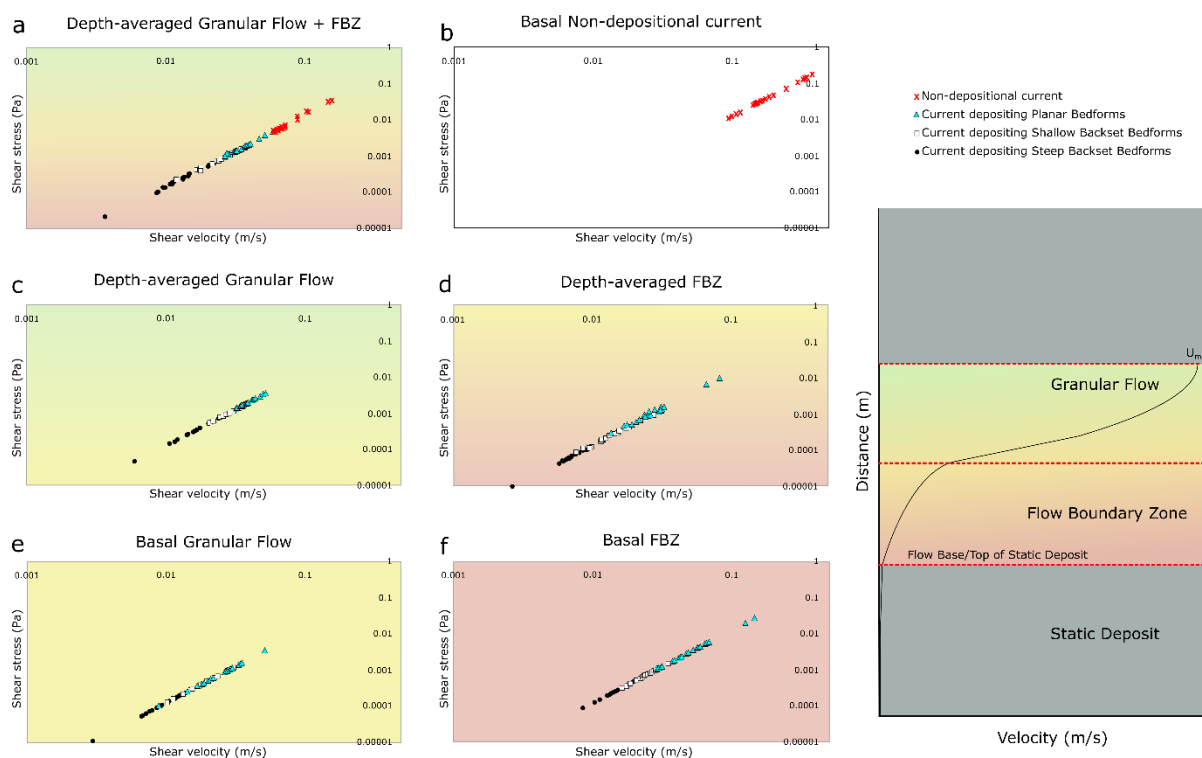 a
Depth-averaged Granular Flow + FBZ
0.001
0.01
0.1
1
0.1
0.01
0.001
0.0001
0.00001
Shear stress (Pa)
Shear velocity (m/s)
b
Basal Non-depositional current
0.001
0.01
0.1
1
0.1
0.01
0.001
0.0001
0.00001
Shear stress (Pa)
Shear velocity (m/s)
Non-depositional current
Current depositing Planar Bedforms
Current depositing Shallow Backset Bedforms
Current depositing Steep Backset Bedforms
c
Depth-averaged Granular Flow
0.001
0.01
0.1
1
0.1
0.01
0.001
0.0001
0.00001
Shear stress (Pa)
Shear velocity (m/s)
d
Depth-averaged FBZ
0.001
0.01
0.1
1
0.1
0.01
0.001
0.0001
0.00001
Shear stress (Pa)
Shear velocity (m/s)
e
Basal Granular Flow
0.001
0.01
0.1
1
0.1
0.01
0.001
0.0001
0.00001
Shear stress (Pa)
Shear velocity (m/s)
f
Basal FBZ
0.001
0.01
0.1
1
0.1
0.01
0.001
0.0001
0.00001
Shear stress (Pa)
Shear velocity (m/s)
Um
Granular Flow
Flow Boundary Zone
Flow Base/Top of Static Deposit
Static Deposit
Distance (m)
Velocity (m/s)